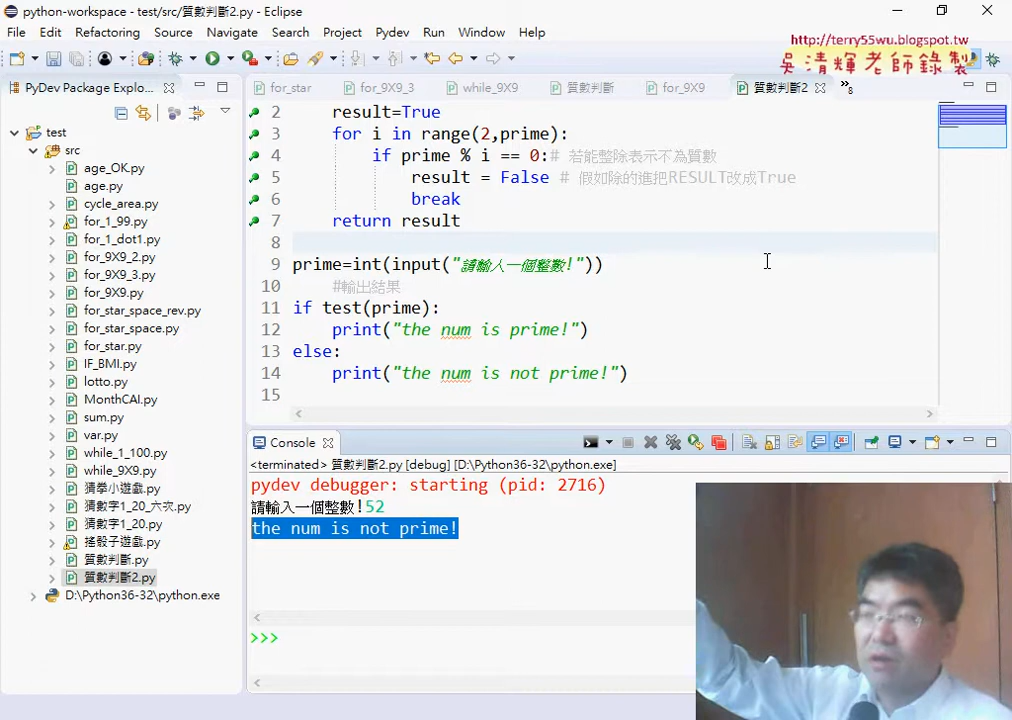 python-workspace - test/src/質數判斷2.py - Eclipse
File Edit Refactoring Source Navigate Search Project Pydev Run Window Help
http://terry55wu.blogspot.tw
吳清輝老師錄製
PyDev Package Explo...
for_star for_9X9_3 while_9X9 質數判斷 for_9X9 質數判斷2 »8
test
src
age_OK.py
age.py
cycle_area.py
for_1_99.py
for_1_dot1.py
for_9X9_2.py
for_9X9_3.py
for_9X9.py
for_star_space_rev.py
for_star_space.py
for_star.py
IF_BMI.py
lotto.py
MonthCAI.py
sum.py
var.py
while_1_100.py
while_9X9.py
猜拳小遊戲.py
猜數字1_20_六次.py
猜數字1_20.py
搖骰子遊戲.py
質數判斷.py
質數判斷2.py
D:\Python36-32\python.exe
2 result=True
3 for i in range(2,prime):
4 if prime % i == 0:# 若能整除表示不為質數
5 result = False # 假如除的進把RESULT改成True
6 break
7 return result
8
9 prime=int(input("請輸入一個整數!"))
10 #輸出結果
11 if test(prime):
12 print("the num is prime!")
13 else:
14 print("the num is not prime!")
15
Console
<terminated> 質數判斷2.py [debug] [D:\Python36-32\python.exe]
pydev debugger: starting (pid: 2716)
請輸入一個整數!52
the num is not prime!
>>>